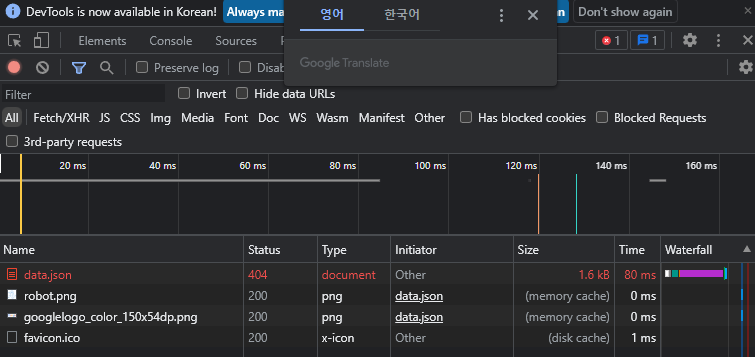 DevTools is now available in Korean! Always ma Don't show again
영어 한국어
Google Translate
Elements Console Sources 1 1
Preserve log Disab
Filter Invert Hide data URLs
All Fetch/XHR JS CSS Img Media Font Doc WS Wasm Manifest Other Has blocked cookies Blocked Requests
3rd-party requests
20 ms 40 ms 60 ms 80 ms 100 ms 120 ms 140 ms 160 ms
Name Status Type Initiator Size Time Waterfall
data.json 404 document Other 1.6 kB 80 ms
robot.png 200 png data.json (memory cache) 0 ms
googlelogo_color_150x54dp.png 200 png data.json (memory cache) 0 ms
favicon.ico 200 x-icon Other (disk cache) 1 ms